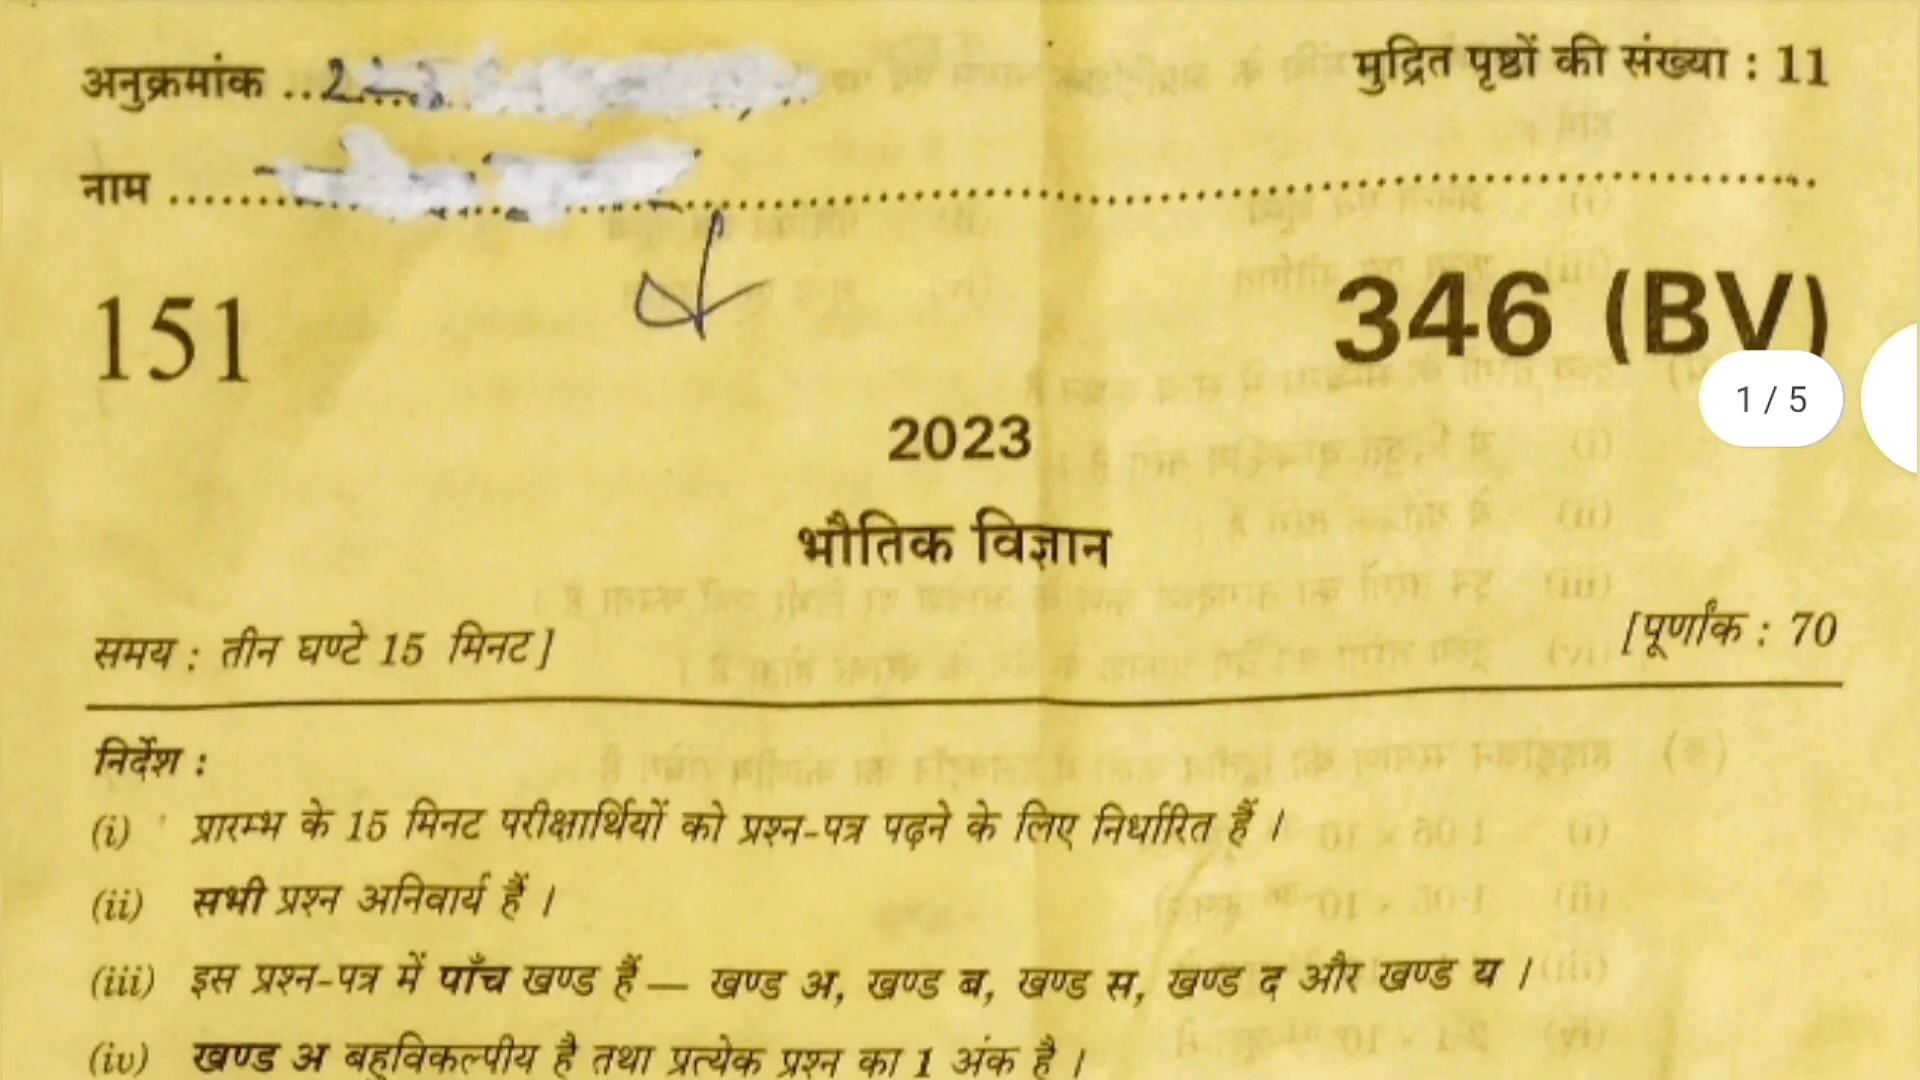 अनुक्रमांक
मुद्रित पृष्ठों की संख्या : 11
नाम
151
346 (BV)
1 / 5
2023
भौतिक विज्ञान
समय : तीन घण्टे 15 मिनट]
[पूर्णांक : 70
निर्देश :
(i) प्रारम्भ के 15 मिनट परीक्षार्थियों को प्रश्न-पत्र पढ़ने के लिए निर्धारित हैं ।
(ii) सभी प्रश्न अनिवार्य हैं ।
(iii) इस प्रश्न-पत्र में पाँच खण्ड हैं — खण्ड अ, खण्ड ब, खण्ड स, खण्ड द और खण्ड य ।
(iv) खण्ड अ बहुविकल्पीय है तथा प्रत्येक प्रश्न का 1 अंक है ।